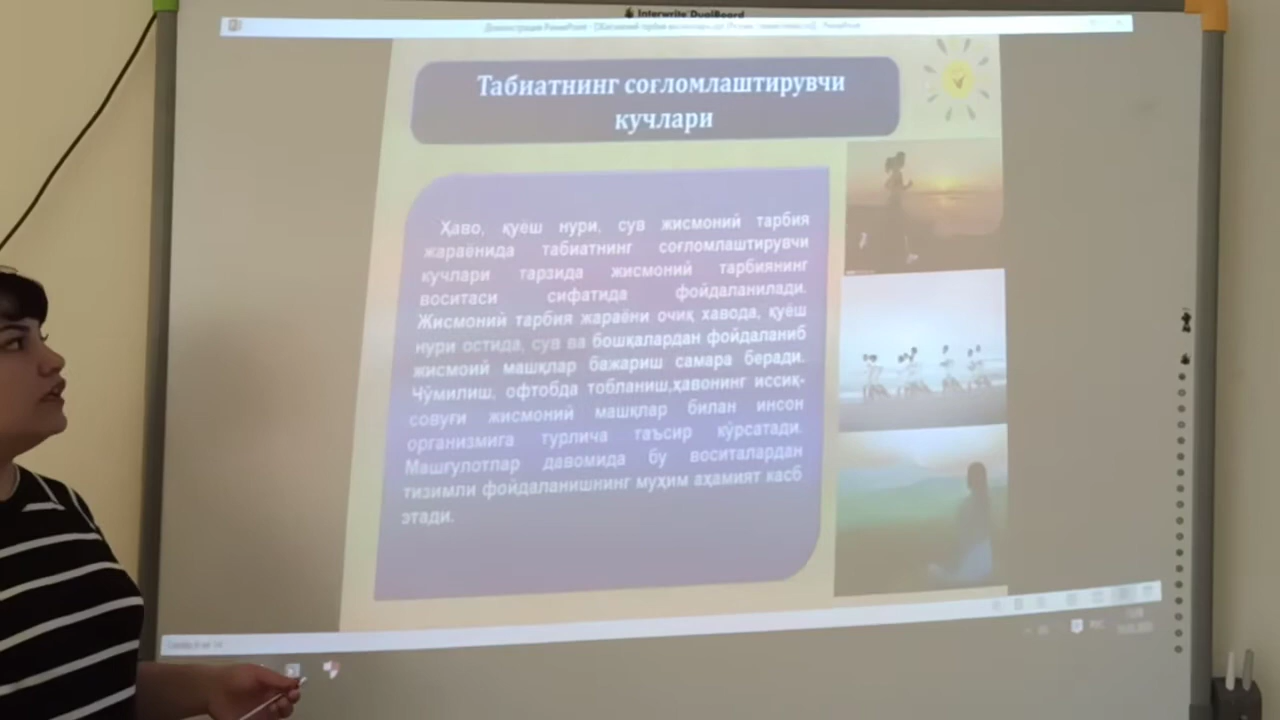 Interwrite DualBoard
Табиатнинг соғломлаштирувчи
кучлари
Ҳаво, қуёш нури, сув жисмоний тарбия
жараёнида табиатнинг соғломлаштирувчи
кучлари тарзида жисмоний тарбиянинг
воситаси сифатида фойдаланилади.
Жисмоний тарбия жараёни очиқ хавода, қуёш
нури остида, сув ва бошқалардан фойдаланиб
жисмоий машқлар бажариш самара беради.
Чўмилиш, офтобда тобланиш,ҳавонинг иссиқ-
совуғи жисмоний машқлар билан инсон
организмига турлича таъсир кўрсатади.
Машғулотлар давомида бу воситалардан
тизимли фойдаланишнинг муҳим аҳамият касб
этади.